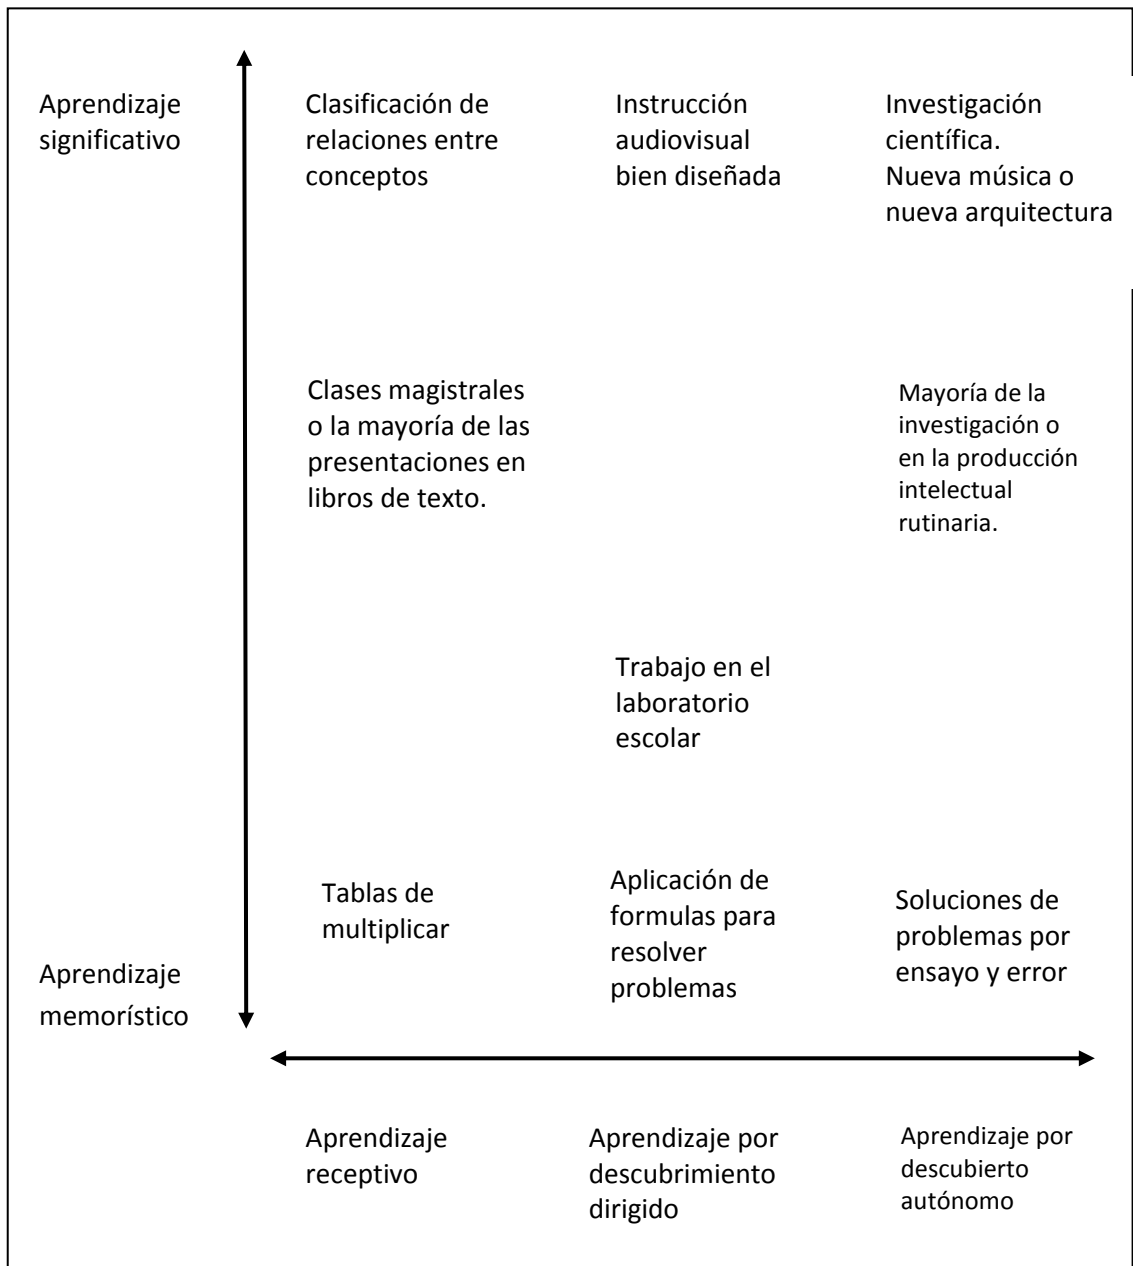 Aprendizaje
significativo
Clasificación de
relaciones entre
conceptos
Instrucción
audiovisual
bien diseñada
Investigación
científica.
Nueva música o
nueva arquitectura
Clases magistrales
o la mayoría de las
presentaciones en
libros de texto.
Mayoría de la
investigación o
en la producción
intelectual
rutinaria.
Trabajo en el
laboratorio
escolar
Tablas de
multiplicar
Aplicación de
formulas para
resolver
problemas
Soluciones de
problemas por
ensayo y error
Aprendizaje
memorístico
Aprendizaje
receptivo
Aprendizaje por
descubrimiento
dirigido
Aprendizaje por
descubierto
autónomo